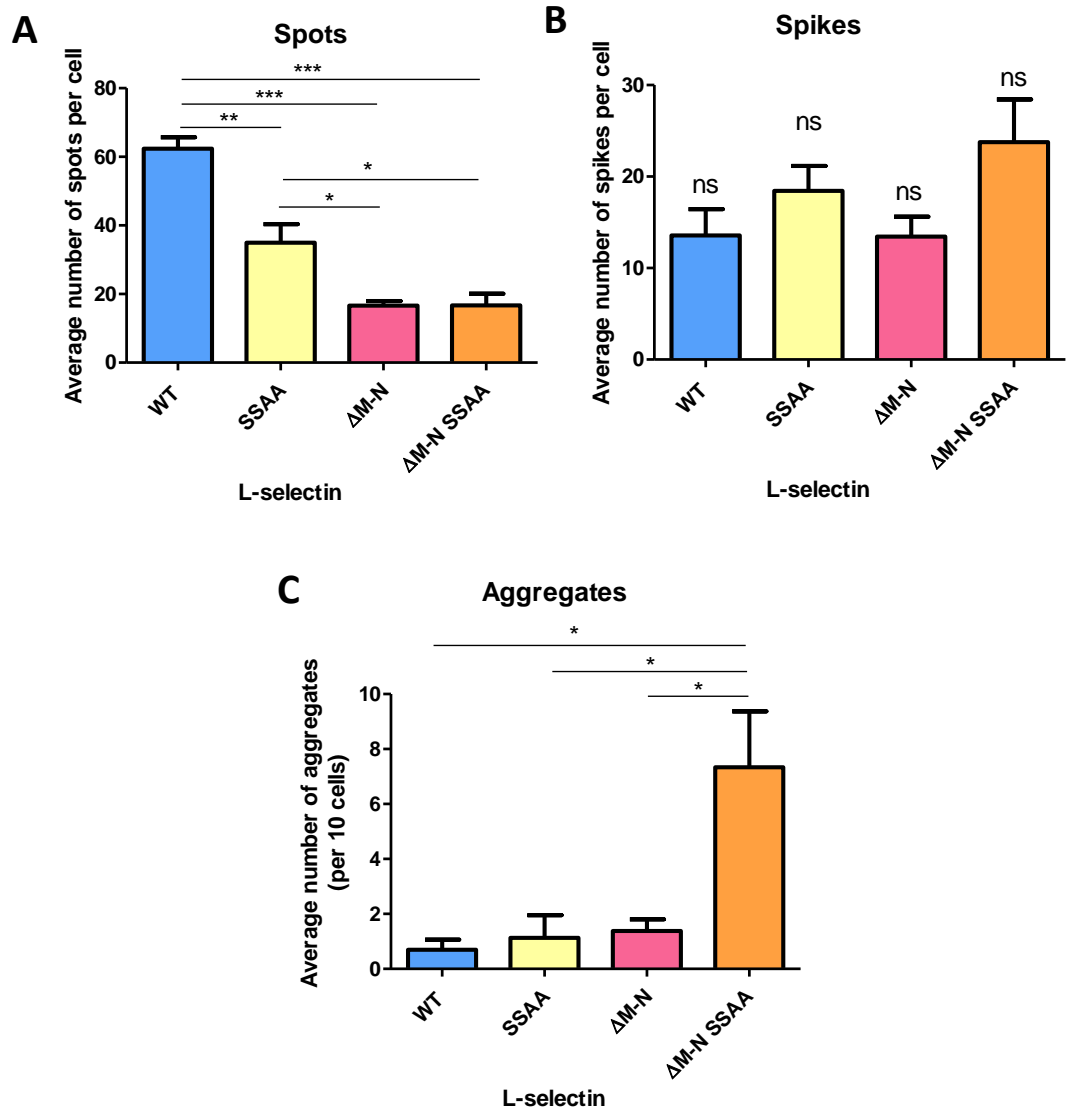 A
Spots
Average number of spots per cell
80
60
40
20
0
***
***
**
*
*
WT
SSAA
ΔM-N
ΔM-N SSAA
L-selectin
B
Spikes
Average number of spikes per cell
30
20
10
0
ns
ns
ns
ns
WT
SSAA
ΔM-N
ΔM-N SSAA
L-selectin
C
Aggregates
Average number of aggregates
(per 10 cells)
10
8
6
4
2
0
*
*
*
WT
SSAA
ΔM-N
ΔM-N SSAA
L-selectin